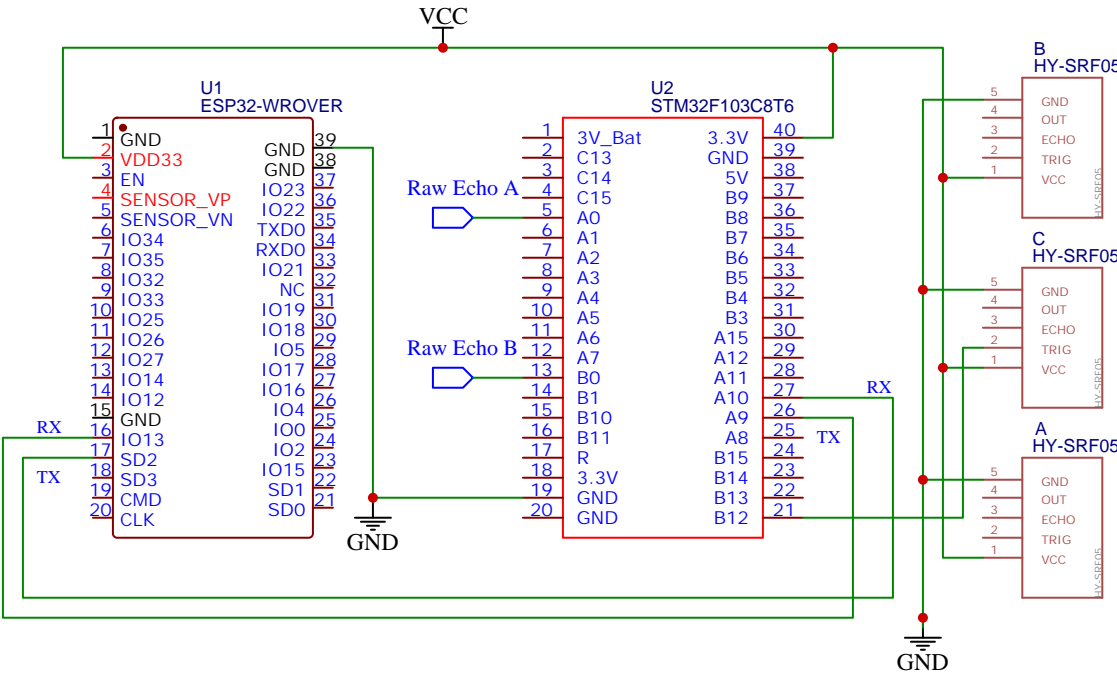 VCC
U1
ESP32-WROVER
1 GND
2 VDD33
3 EN
4 SENSOR_VP
5 SENSOR_VN
6 IO34
7 IO35
8 IO32
9 IO33
10 IO25
11 IO26
12 IO27
13 IO14
14 IO12
15 GND
16 IO13
17 SD2
18 SD3
19 CMD
20 CLK
GND 39
GND 38
IO23 37
IO22 36
TXD0 35
RXD0 34
IO21 33
NC 32
IO19 31
IO18 30
IO5 29
IO17 28
IO16 27
IO4 26
IO0 25
IO2 24
IO15 23
SD1 22
SD0 21
RX
TX
GND
Raw Echo A
Raw Echo B
U2
STM32F103C8T6
1 3V_Bat
2 C13
3 C14
4 C15
5 A0
6 A1
7 A2
8 A3
9 A4
10 A5
11 A6
12 A7
13 B0
14 B1
15 B10
16 B11
17 R
18 3.3V
19 GND
20 GND
3.3V 40
GND 39
5V 38
B9 37
B8 36
B7 35
B6 34
B5 33
B4 32
B3 31
A15 30
A12 29
A11 28
A10 27
A9 26
A8 25
B15 24
B14 23
B13 22
B12 21
RX
TX
B
HY-SRF05
5 GND
4 OUT
3 ECHO
2 TRIG
1 VCC
HY-SRF05
C
HY-SRF05
5 GND
4 OUT
3 ECHO
2 TRIG
1 VCC
HY-SRF05
A
HY-SRF05
5 GND
4 OUT
3 ECHO
2 TRIG
1 VCC
HY-SRF05
GND